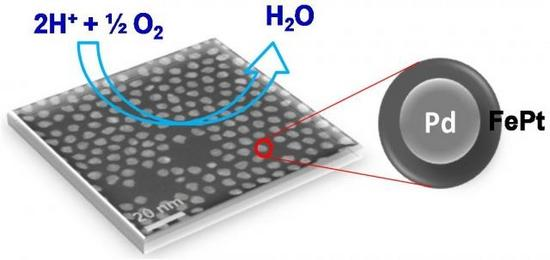 2H⁺ + ½ O₂
H₂O
Pd
FePt
20 nm